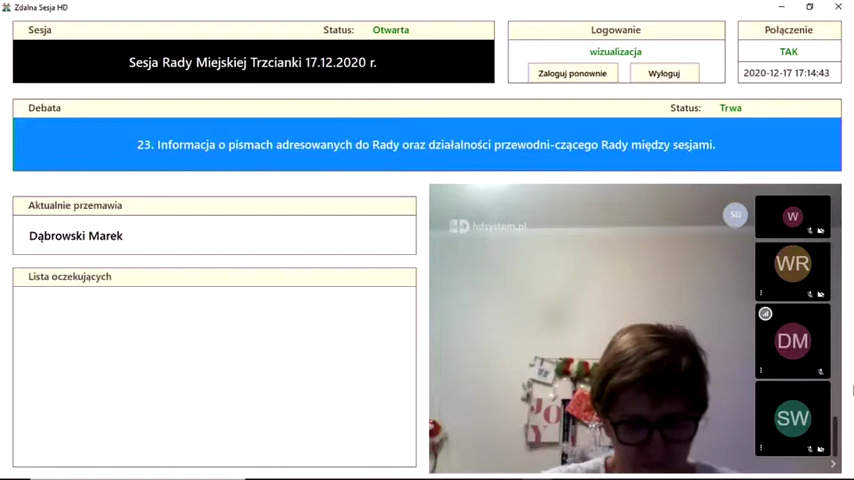 Zdalna Sesja HD
Sesja
Status: Otwarta
Sesja Rady Miejskiej Trzcianki 17.12.2020 r.
Logowanie
wizualizacja
Zaloguj ponownie
Wyloguj
Połączenie
TAK
2020-12-17 17:14:43
Debata
Status: Trwa
23. Informacja o pismach adresowanych do Rady oraz działalności przewodni-czącego Rady między sesjami.
Aktualnie przemawia
Dąbrowski Marek
Lista oczekujących
hdsystem.pl
SD
W
WR
DM
SW
JO
Y